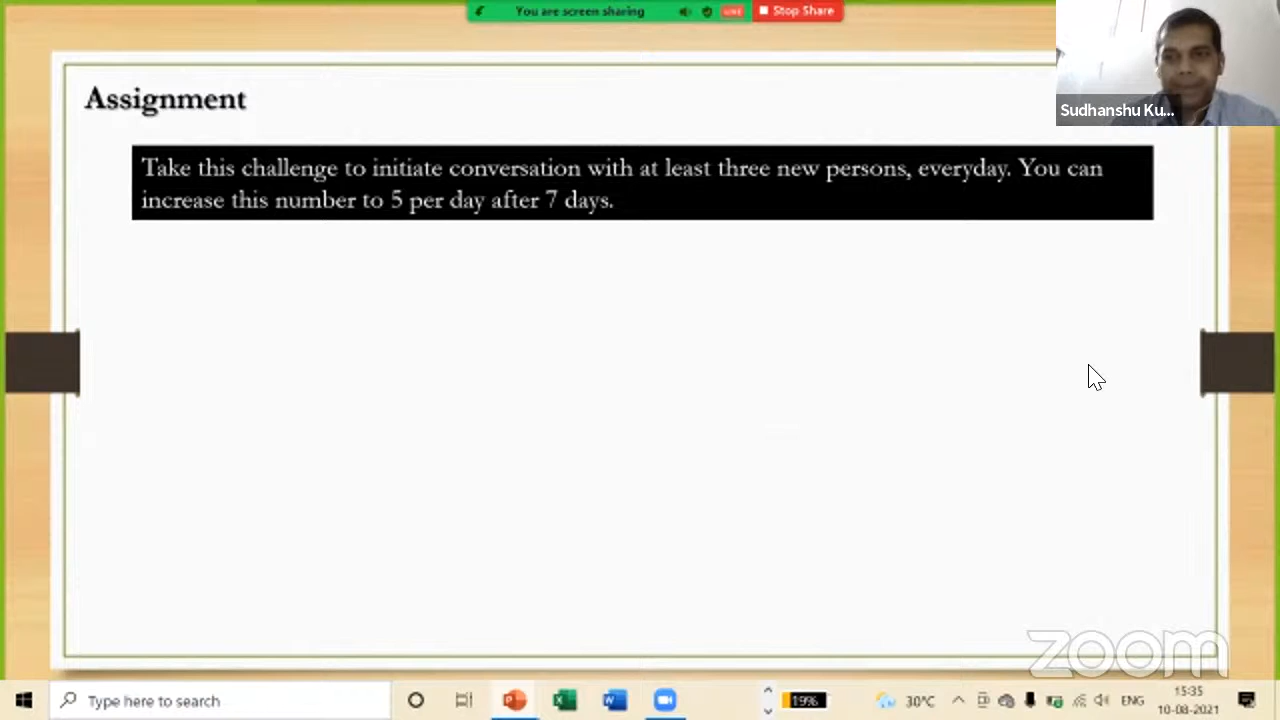 You are screen sharing
LIVE
Stop Share
Sudhanshu Ku...
Assignment
Take this challenge to initiate conversation with at least three new persons, everyday. You can
increase this number to 5 per day after 7 days.
zoom
Type here to search
19%
30°C
ENG
15:35
10-08-2021